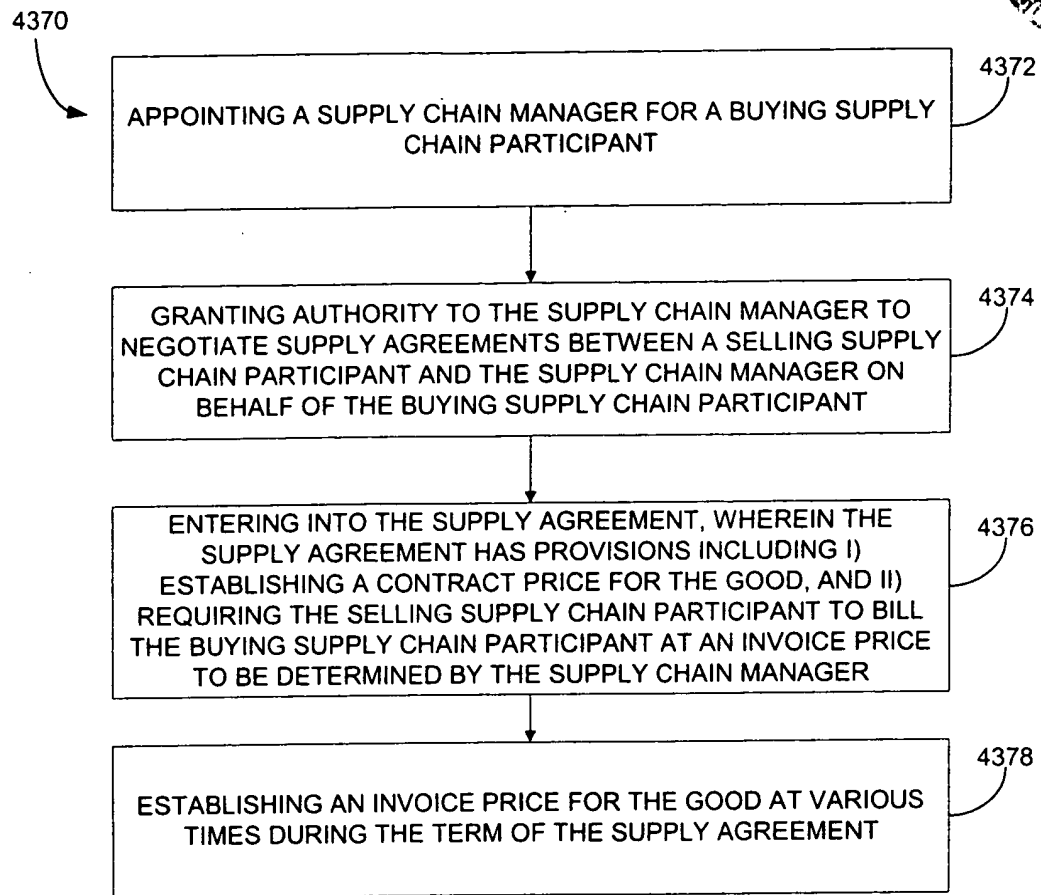 4370
4372
APPOINTING A SUPPLY CHAIN MANAGER FOR A BUYING SUPPLY
CHAIN PARTICIPANT
4374
GRANTING AUTHORITY TO THE SUPPLY CHAIN MANAGER TO
NEGOTIATE SUPPLY AGREEMENTS BETWEEN A SELLING SUPPLY
CHAIN PARTICIPANT AND THE SUPPLY CHAIN MANAGER ON
BEHALF OF THE BUYING SUPPLY CHAIN PARTICIPANT
4376
ENTERING INTO THE SUPPLY AGREEMENT, WHEREIN THE
SUPPLY AGREEMENT HAS PROVISIONS INCLUDING I)
ESTABLISHING A CONTRACT PRICE FOR THE GOOD, AND II)
REQUIRING THE SELLING SUPPLY CHAIN PARTICIPANT TO BILL
THE BUYING SUPPLY CHAIN PARTICIPANT AT AN INVOICE PRICE
TO BE DETERMINED BY THE SUPPLY CHAIN MANAGER
4378
ESTABLISHING AN INVOICE PRICE FOR THE GOOD AT VARIOUS
TIMES DURING THE TERM OF THE SUPPLY AGREEMENT